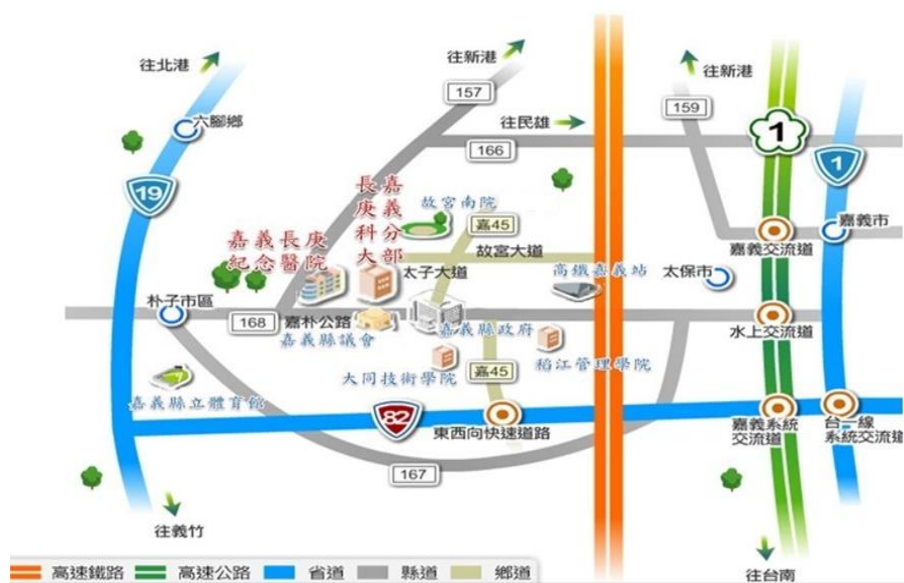 往北港
往新港
往新港
157
159
六腳鄉
往民雄
1
166
1
19
嘉義長庚紀念醫院
長庚科大
嘉義分部
故宮南院
嘉45
嘉義市
故宮大道
嘉義交流道
太子大道
高鐵嘉義站
太保市
朴子市區
168
嘉朴公路
嘉義縣議會
嘉義縣政府
水上交流道
大同技術學院
嘉45
稻江管理學院
嘉義縣立體育館
82
東西向快速道路
嘉義系統
交流道
台一線
系統交流道
167
往義竹
往台南
高速鐵路
高速公路
省道
縣道
鄉道